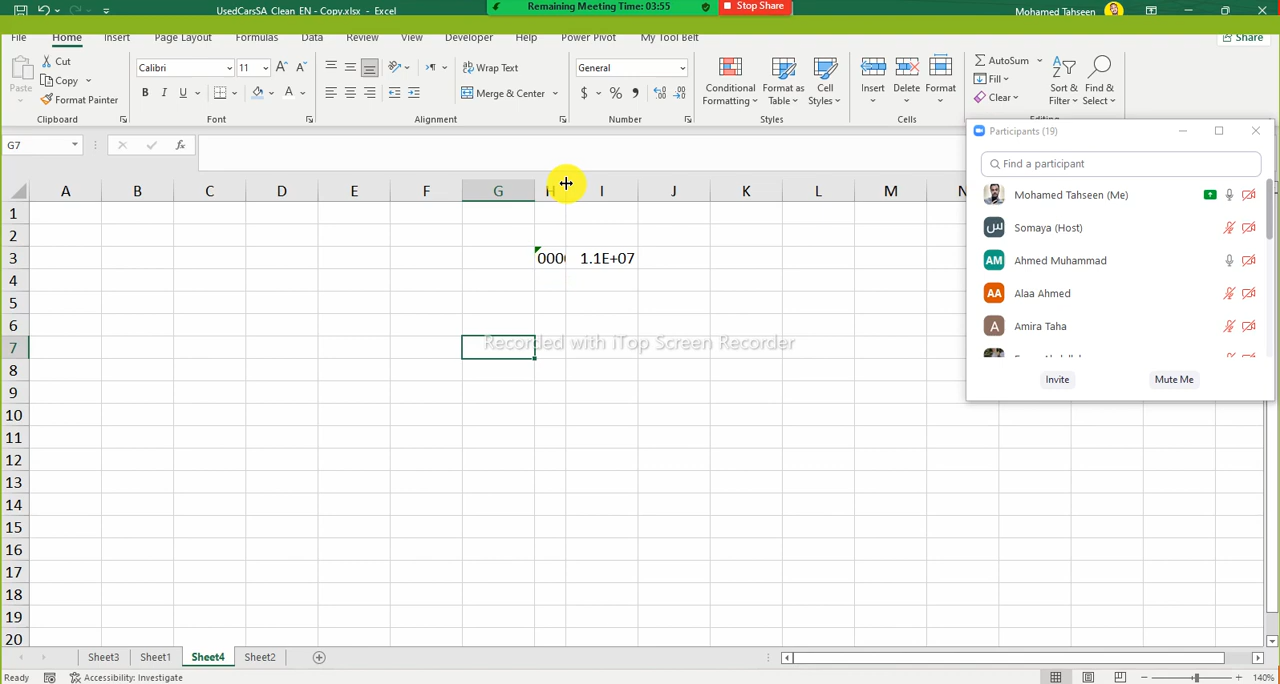 UsedCarsSA_Clean_EN - Copy.xlsx - Excel
Remaining Meeting Time: 03:55
Stop Share
Mohamed Tahseen
File Home Insert Page Layout Formulas Data Review View Developer Help Power Pivot My Tool Belt
Share
Paste
Cut
Copy
Format Painter
Clipboard
Calibri 11
B I U
Font
Wrap Text
Merge & Center
Alignment
General
$ % ,
Number
Conditional Formatting
Format as Table
Cell Styles
Styles
Insert Delete Format
Cells
AutoSum
Fill
Clear
Sort & Filter
Find & Select
Editing
G7
fx
A B C D E F G H I J K L M N
1
2
3 000 1.1E+07
4
5
6
7
8
9
10
11
12
13
14
15
16
17
18
19
20
Recorded with iTop Screen Recorder
Participants (19)
Find a participant
Mohamed Tahseen (Me)
س Somaya (Host)
AM Ahmed Muhammad
AA Alaa Ahmed
A Amira Taha
Invite Mute Me
Sheet3 Sheet1 Sheet4 Sheet2
Ready Accessibility: Investigate
140%